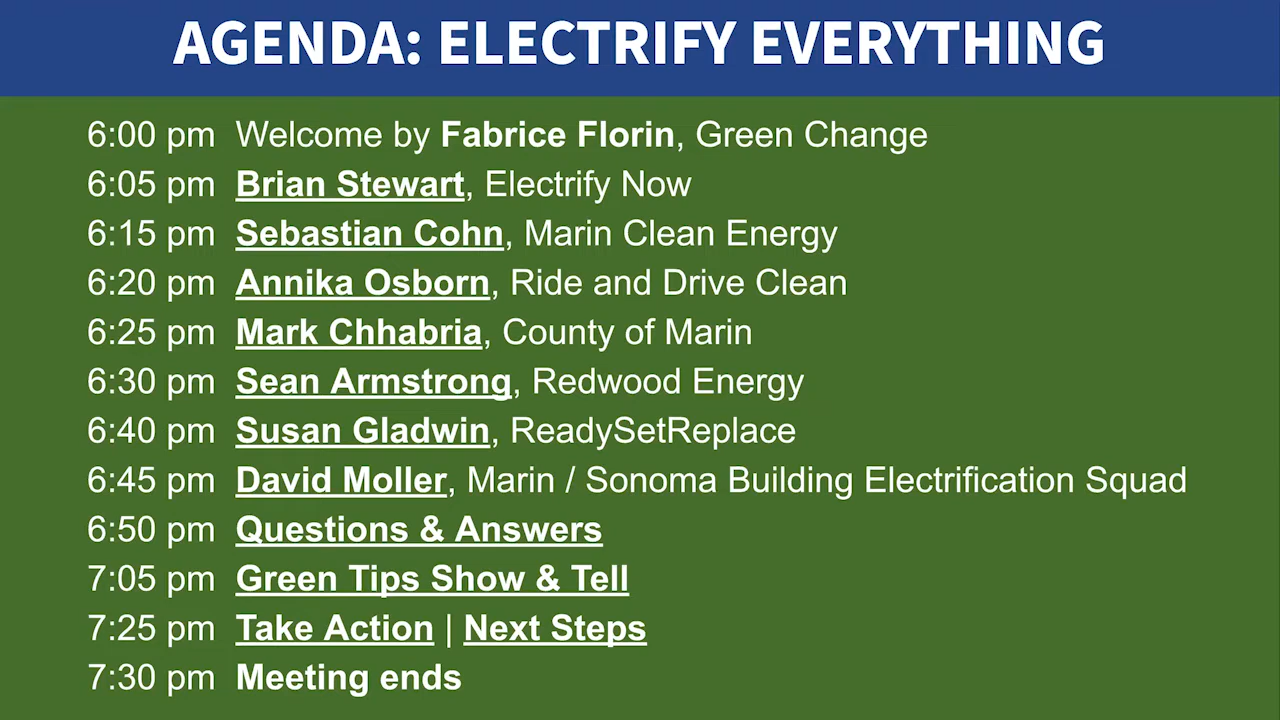 AGENDA: ELECTRIFY EVERYTHING
6:00 pm Welcome by Fabrice Florin, Green Change
6:05 pm Brian Stewart, Electrify Now
6:15 pm Sebastian Cohn, Marin Clean Energy
6:20 pm Annika Osborn, Ride and Drive Clean
6:25 pm Mark Chhabria, County of Marin
6:30 pm Sean Armstrong, Redwood Energy
6:40 pm Susan Gladwin, ReadySetReplace
6:45 pm David Moller, Marin / Sonoma Building Electrification Squad
6:50 pm Questions & Answers
7:05 pm Green Tips Show & Tell
7:25 pm Take Action | Next Steps
7:30 pm Meeting ends